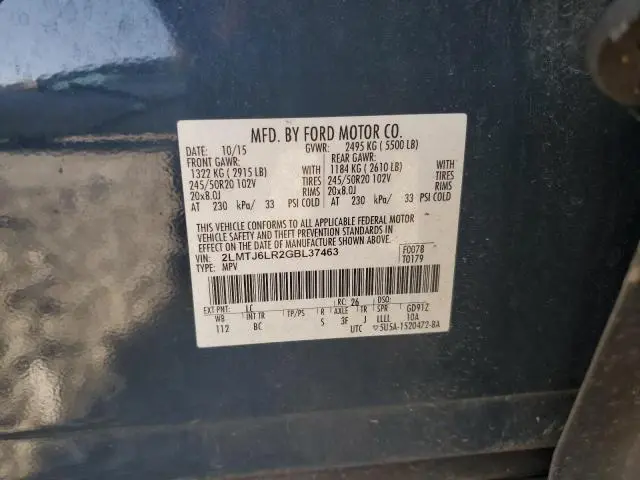 MFD. BY FORD MOTOR CO.
DATE: 10/15 GVWR: 2495 KG ( 5500 LB)
FRONT GAWR: REAR GAWR:
1322 KG ( 2915 LB) WITH 1184 KG ( 2610 LB) WITH
245/50R20 102V TIRES 245/50R20 102V TIRES
20x8.0J RIMS 20x8.0J RIMS
AT 230 kPa/ 33 PSI COLD AT 230 kPa/ 33 PSI COLD
THIS VEHICLE CONFORMS TO ALL APPLICABLE FEDERAL MOTOR
VEHICLE SAFETY AND THEFT PREVENTION STANDARDS IN
EFFECT ON THE DATE OF MANUFACTURE SHOWN ABOVE.
VIN: 2LMTJ6LR2GBL37463 F0078
TYPE: MPV T0179
EXT PNT: LC RC: 26 DSO:
WB INT TR TP/PS R AXLE TR SPR GD91Z
112 BC S 3F J LLLL 10A
UTC 5U5A-1520472-BA